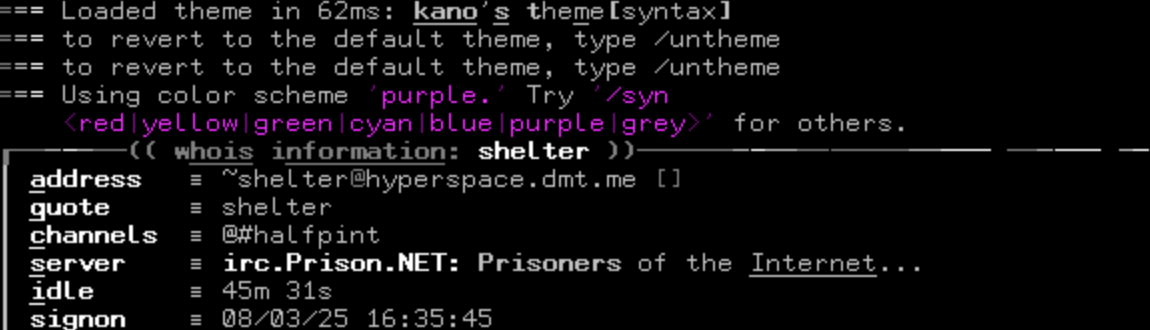 === Loaded theme in 62ms: kano's theme[syntax]
=== to revert to the default theme, type /untheme
=== to revert to the default theme, type /untheme
=== Using color scheme 'purple.' Try '/syn
<red|yellow|green|cyan|blue|purple|grey>' for others.
(( whois information: shelter ))
address ≡ ~shelter@hyperspace.dmt.me []
quote ≡ shelter
channels ≡ @#halfpint
server ≡ irc.Prison.NET: Prisoners of the Internet...
idle ≡ 45m 31s
signon ≡ 08/03/25 16:35:45